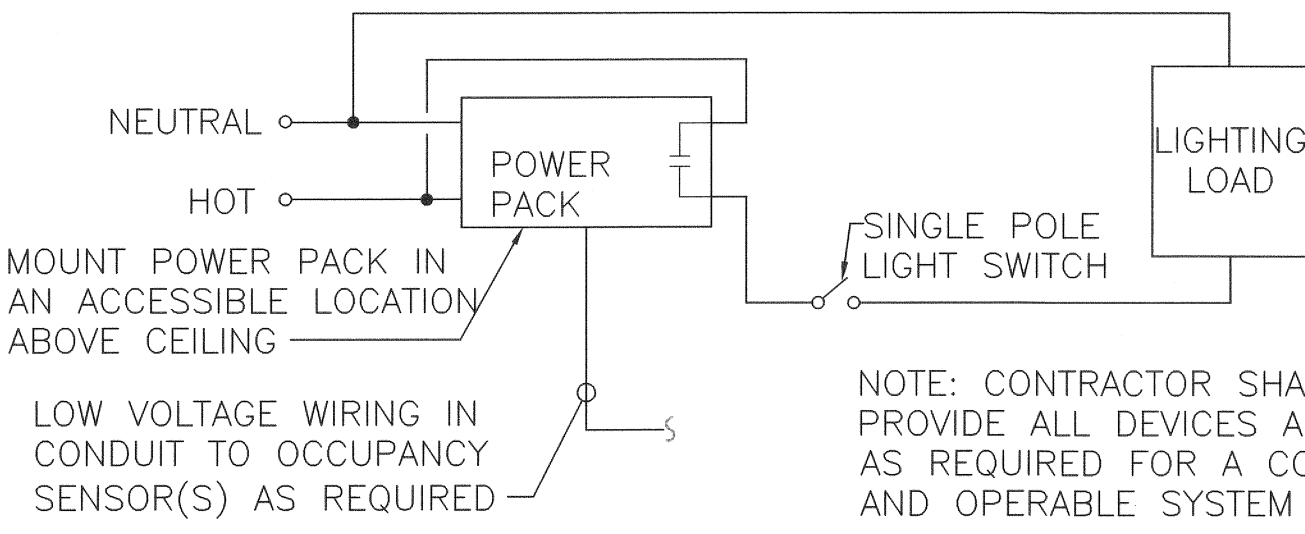 NEUTRAL
HOT
POWER
PACK
LIGHTING
LOAD
SINGLE POLE
LIGHT SWITCH
MOUNT POWER PACK IN
AN ACCESSIBLE LOCATION
ABOVE CEILING
LOW VOLTAGE WIRING IN
CONDUIT TO OCCUPANCY
SENSOR(S) AS REQUIRED
NOTE: CONTRACTOR
PROVIDE ALL DEVICES
AS REQUIRED FOR A
AND OPERABLE SYSTEM